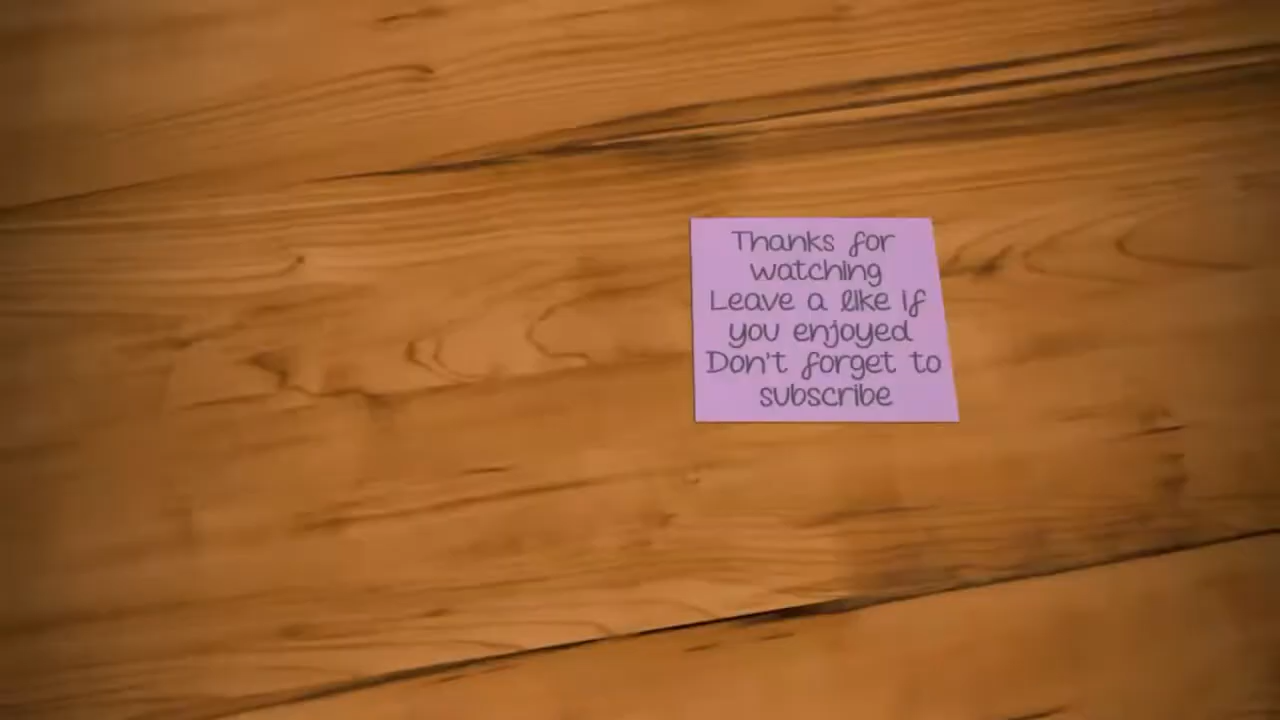 Thanks for
watching
Leave a like if
you enjoyed
Don't forget to
subscribe